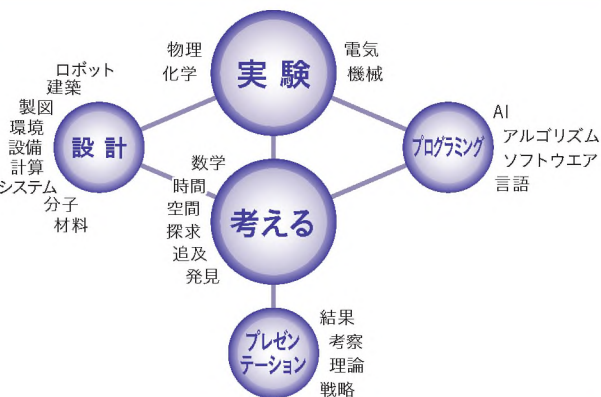 物理
化学
実験
電気
機械
ロボット
建築
製図
環境
設備
計算
システム
分子
材料
設計
AI
アルゴリズム
ソフトウエア
言語
プログラミング
数学
時間
空間
探求
追及
発見
考える
プレゼン
テーション
結果
考察
理論
戦略